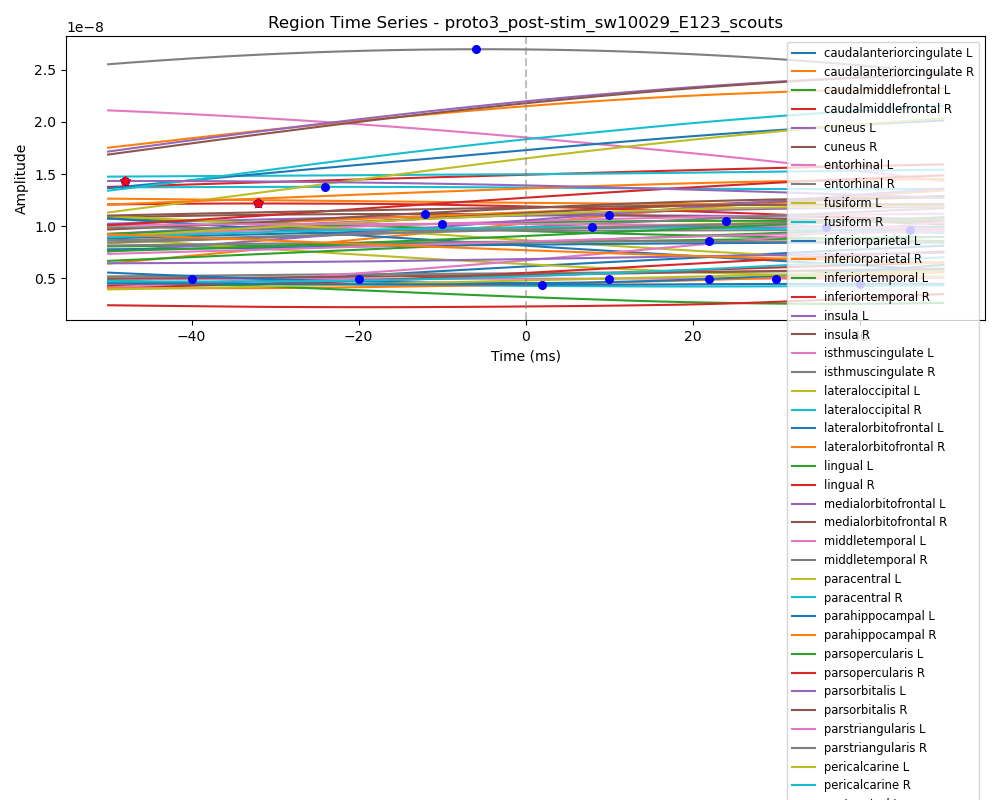 Region Time Series - proto3_post-stim_sw10029_E123_scouts
1e−8
2.5
2.0
1.5
1.0
0.5
Amplitude
−40
−20
0
20
Time (ms)
caudalanteriorcingulate L
caudalanteriorcingulate R
caudalmiddlefrontal L
caudalmiddlefrontal R
cuneus L
cuneus R
entorhinal L
entorhinal R
fusiform L
fusiform R
inferiorparietal L
inferiorparietal R
inferiortemporal L
inferiortemporal R
insula L
insula R
isthmuscingulate L
isthmuscingulate R
lateraloccipital L
lateraloccipital R
lateralorbitofrontal L
lateralorbitofrontal R
lingual L
lingual R
medialorbitofrontal L
medialorbitofrontal R
middletemporal L
middletemporal R
paracentral L
paracentral R
parahippocampal L
parahippocampal R
parsopercularis L
parsopercularis R
parsorbitalis L
parsorbitalis R
parstriangularis L
parstriangularis R
pericalcarine L
pericalcarine R